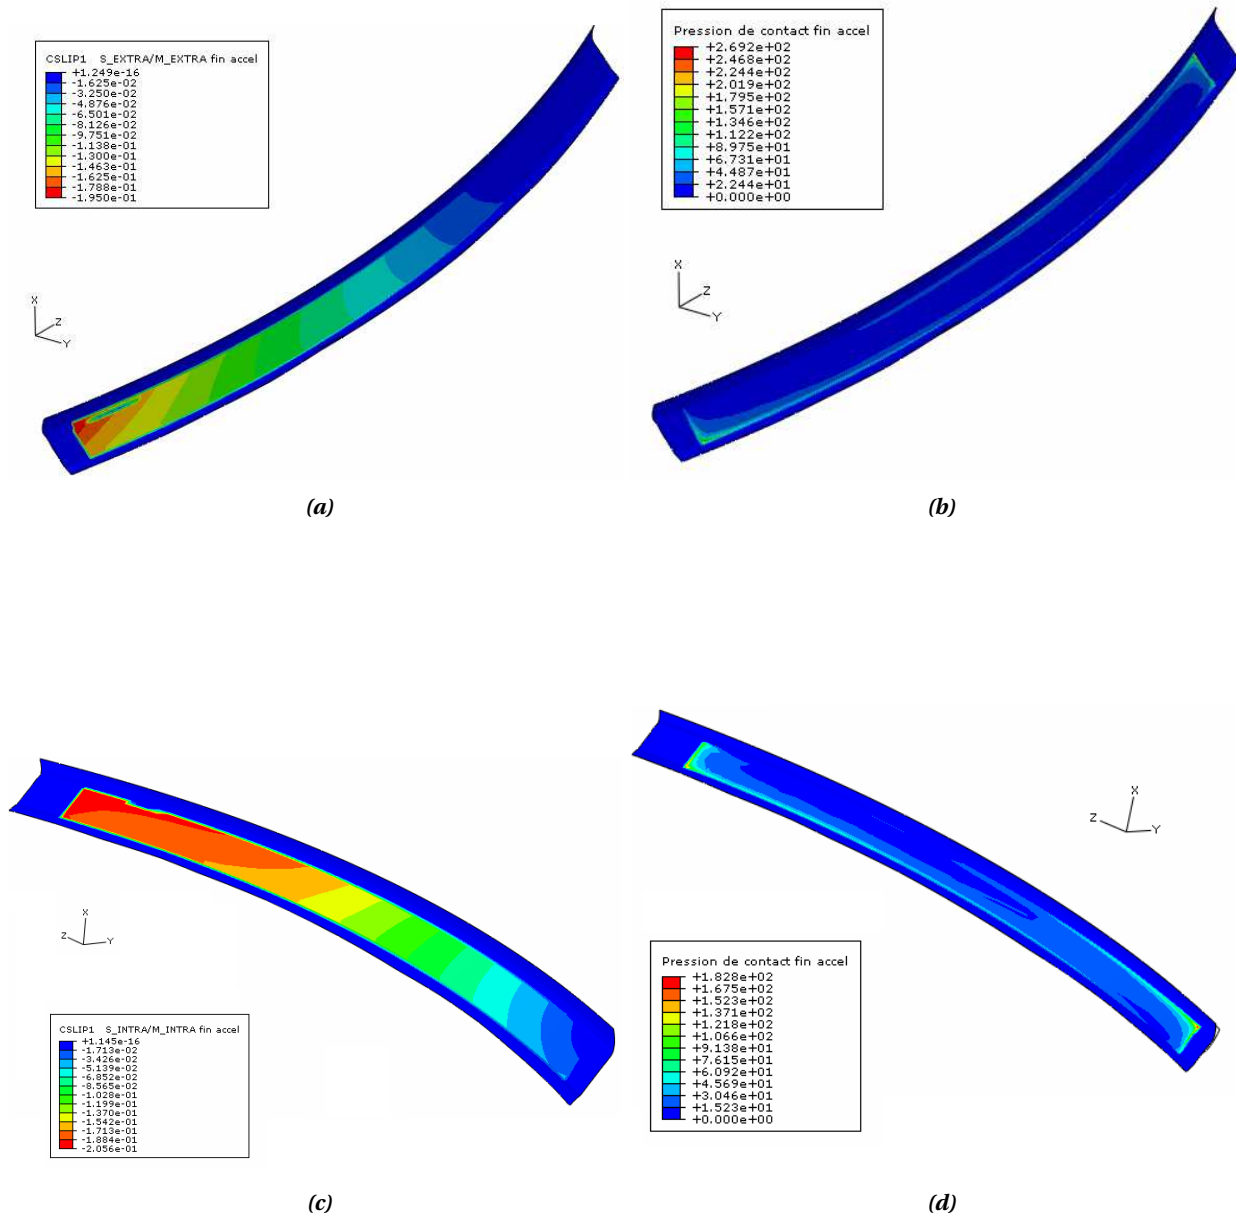 CSLIP1 S_EXTRA/M_EXTRA fin accel
+1.249e-16
-1.625e-02
-3.250e-02
-4.876e-02
-6.501e-02
-8.126e-02
-9.751e-02
-1.138e-01
-1.300e-01
-1.463e-01
-1.625e-01
-1.788e-01
-1.950e-01
X
Z
Y
(a)
Pression de contact fin accel
+2.692e+02
+2.468e+02
+2.244e+02
+2.019e+02
+1.795e+02
+1.571e+02
+1.346e+02
+1.122e+02
+8.975e+01
+6.731e+01
+4.487e+01
+2.244e+01
+0.000e+00
X
Z
Y
(b)
X
Z
Y
CSLIP1 S_INTRA/M_INTRA fin accel
+1.145e-16
-1.713e-02
-3.426e-02
-5.139e-02
-6.852e-02
-8.565e-02
-1.028e-01
-1.199e-01
-1.370e-01
-1.542e-01
-1.713e-01
-1.884e-01
-2.056e-01
(c)
X
Z
Y
Pression de contact fin accel
+1.828e+02
+1.675e+02
+1.523e+02
+1.371e+02
+1.218e+02
+1.066e+02
+9.138e+01
+7.615e+01
+6.092e+01
+4.569e+01
+3.046e+01
+1.523e+01
+0.000e+00
(d)